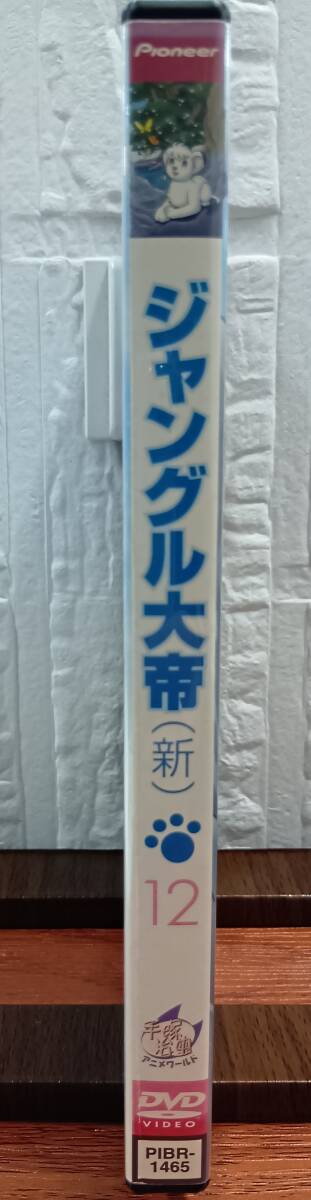 Pioneer
ジャングル大帝
(新)
12
手塚
治虫
アニメワールド
DVD
VIDEO
PIBR-
1465